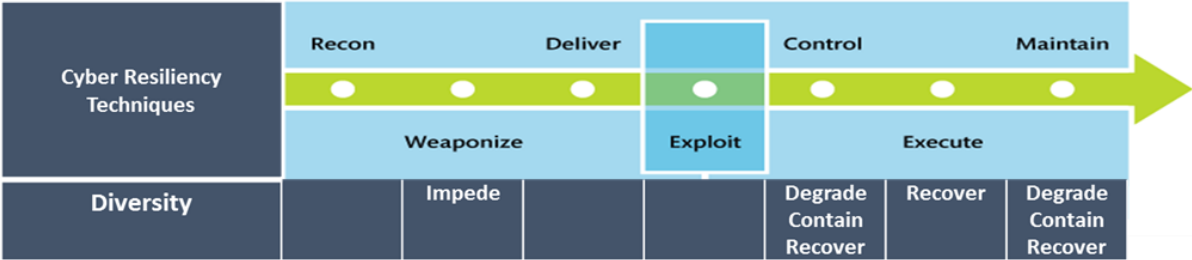 Cyber Resiliency
Techniques
Recon
Deliver
Control
Maintain
Weaponize
Exploit
Execute
Diversity
Impede
Degrade
Contain
Recover
Recover
Degrade
Contain
Recover